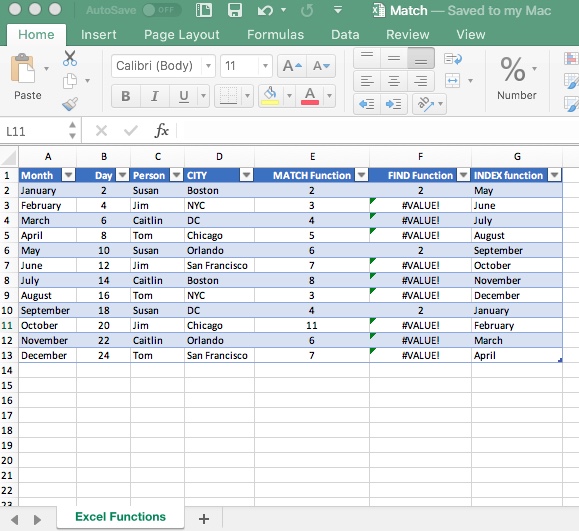 AutoSave OFF Match — Saved to my Mac
Home Insert Page Layout Formulas Data Review View
Paste Calibri (Body) 11 A A % Number
B I U A
L11 fx
A B C D E F G
1 Month Day Person CITY MATCH Function FIND Function INDEX function
2 January 2 Susan Boston 2 2 May
3 February 4 Jim NYC 3 #VALUE! June
4 March 6 Caitlin DC 4 #VALUE! July
5 April 8 Tom Chicago 5 #VALUE! August
6 May 10 Susan Orlando 6 2 September
7 June 12 Jim San Francisco 7 #VALUE! October
8 July 14 Caitlin Boston 8 #VALUE! November
9 August 16 Tom NYC 3 #VALUE! December
10 September 18 Susan DC 4 2 January
11 October 20 Jim Chicago 11 #VALUE! February
12 November 22 Caitlin Orlando 6 #VALUE! March
13 December 24 Tom San Francisco 7 #VALUE! April
14
15
16
17
18
19
20
21
22
23
Excel Functions +